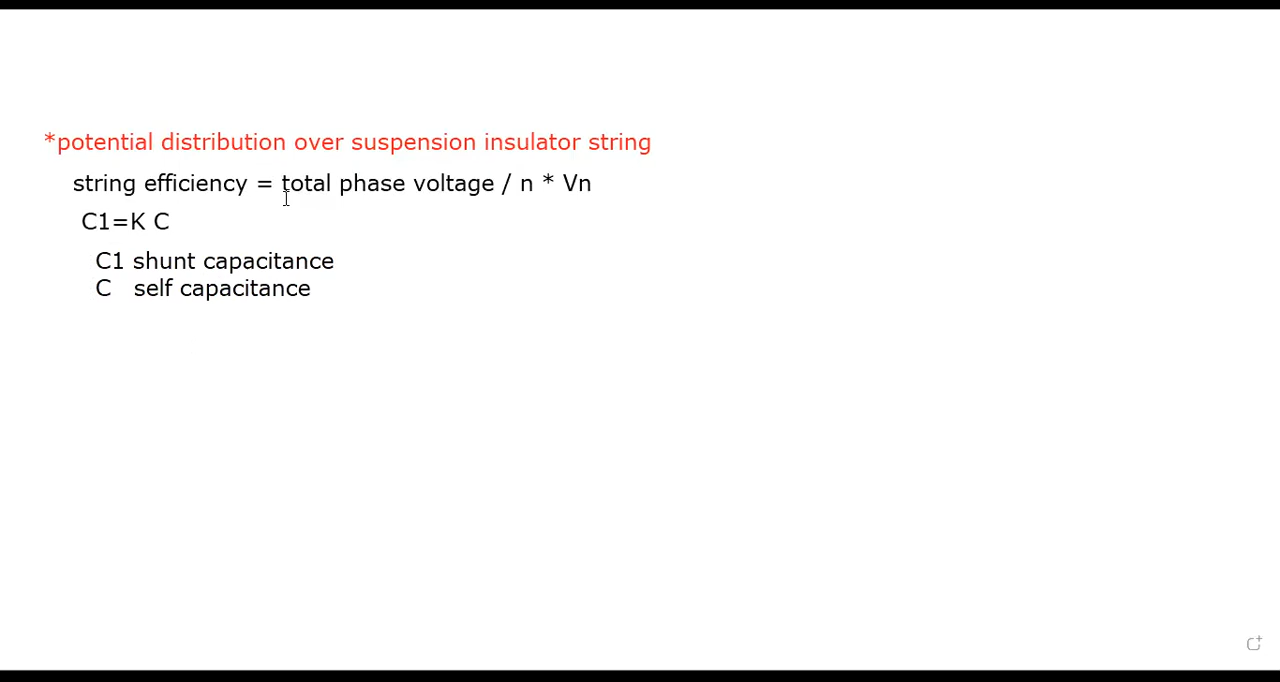 *potential distribution over suspension insulator string
string efficiency = total phase voltage / n * Vn
C1=K C
C1 shunt capacitance
C self capacitance